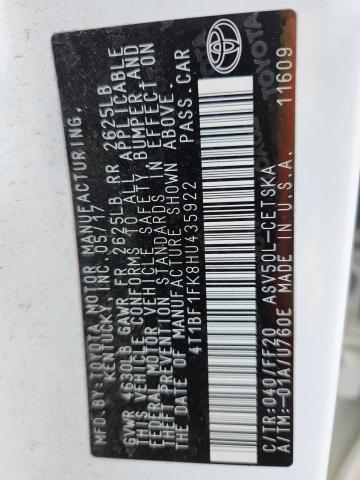 MFD.BY: TOYOTA MOTOR MANUFACTURING,
KENTUCKY, INC. 05/17
GVWR 4630LB GAWR FR 2625LB RR 2625LB
THIS VEHICLE CONFORMS TO ALL APPLICABLE
FEDERAL MOTOR VEHICLE SAFETY, BUMPER AND
THEFT PREVENTION STANDARDS IN EFFECT ON
THE DATE OF MANUFACTURE SHOWN ABOVE.
4T1BF1FK8HU435922 PASS.CAR
C/TR:040/FF20 ASV50L-CETSKA
A/TM:-01A/U760E MADE IN U.S.A.
11609
TOYOTA